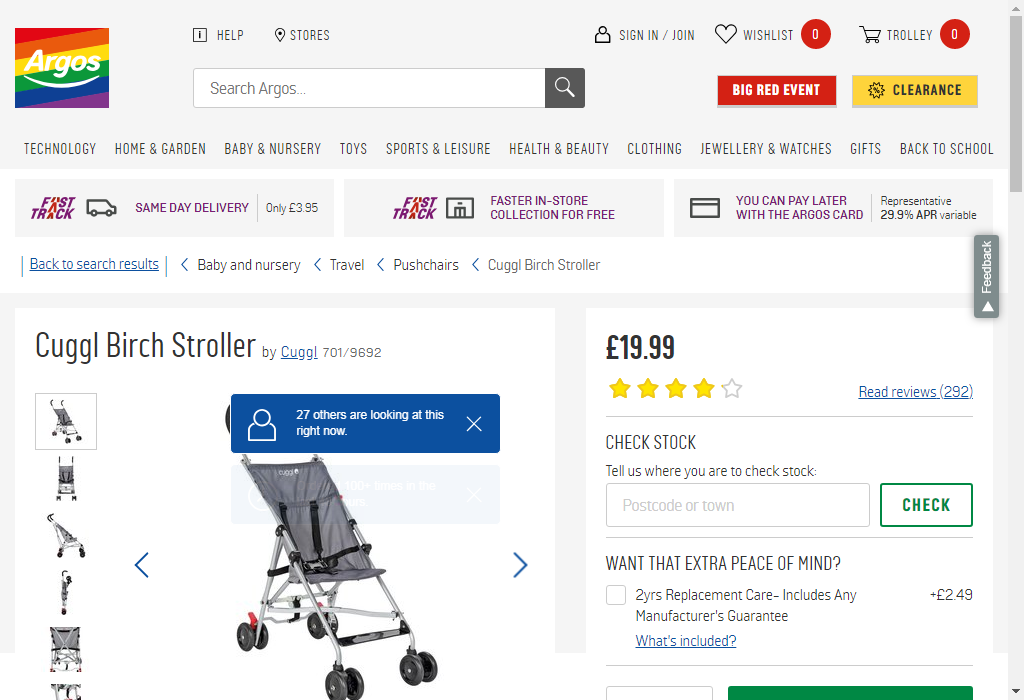 Argos
HELP
STORES
SIGN IN / JOIN
WISHLIST
0
TROLLEY
0
Search Argos...
BIG RED EVENT
CLEARANCE
TECHNOLOGY
HOME & GARDEN
BABY & NURSERY
TOYS
SPORTS & LEISURE
HEALTH & BEAUTY
CLOTHING
JEWELLERY & WATCHES
GIFTS
BACK TO SCHOOL
FAST TRACK
SAME DAY DELIVERY
Only £3.95
FAST TRACK
FASTER IN-STORE
COLLECTION FOR FREE
YOU CAN PAY LATER
WITH THE ARGOS CARD
Representative
29.9% APR variable
Feedback
Back to search results
Baby and nursery
Travel
Pushchairs
Cuggl Birch Stroller
Cuggl Birch Stroller by Cuggl 701/9692
27 others are looking at this
right now.
100+ times in the
cuggl
£19.99
Read reviews (292)
CHECK STOCK
Tell us where you are to check stock:
Postcode or town
CHECK
WANT THAT EXTRA PEACE OF MIND?
2yrs Replacement Care- Includes Any
Manufacturer's Guarantee
+£2.49
What's included?